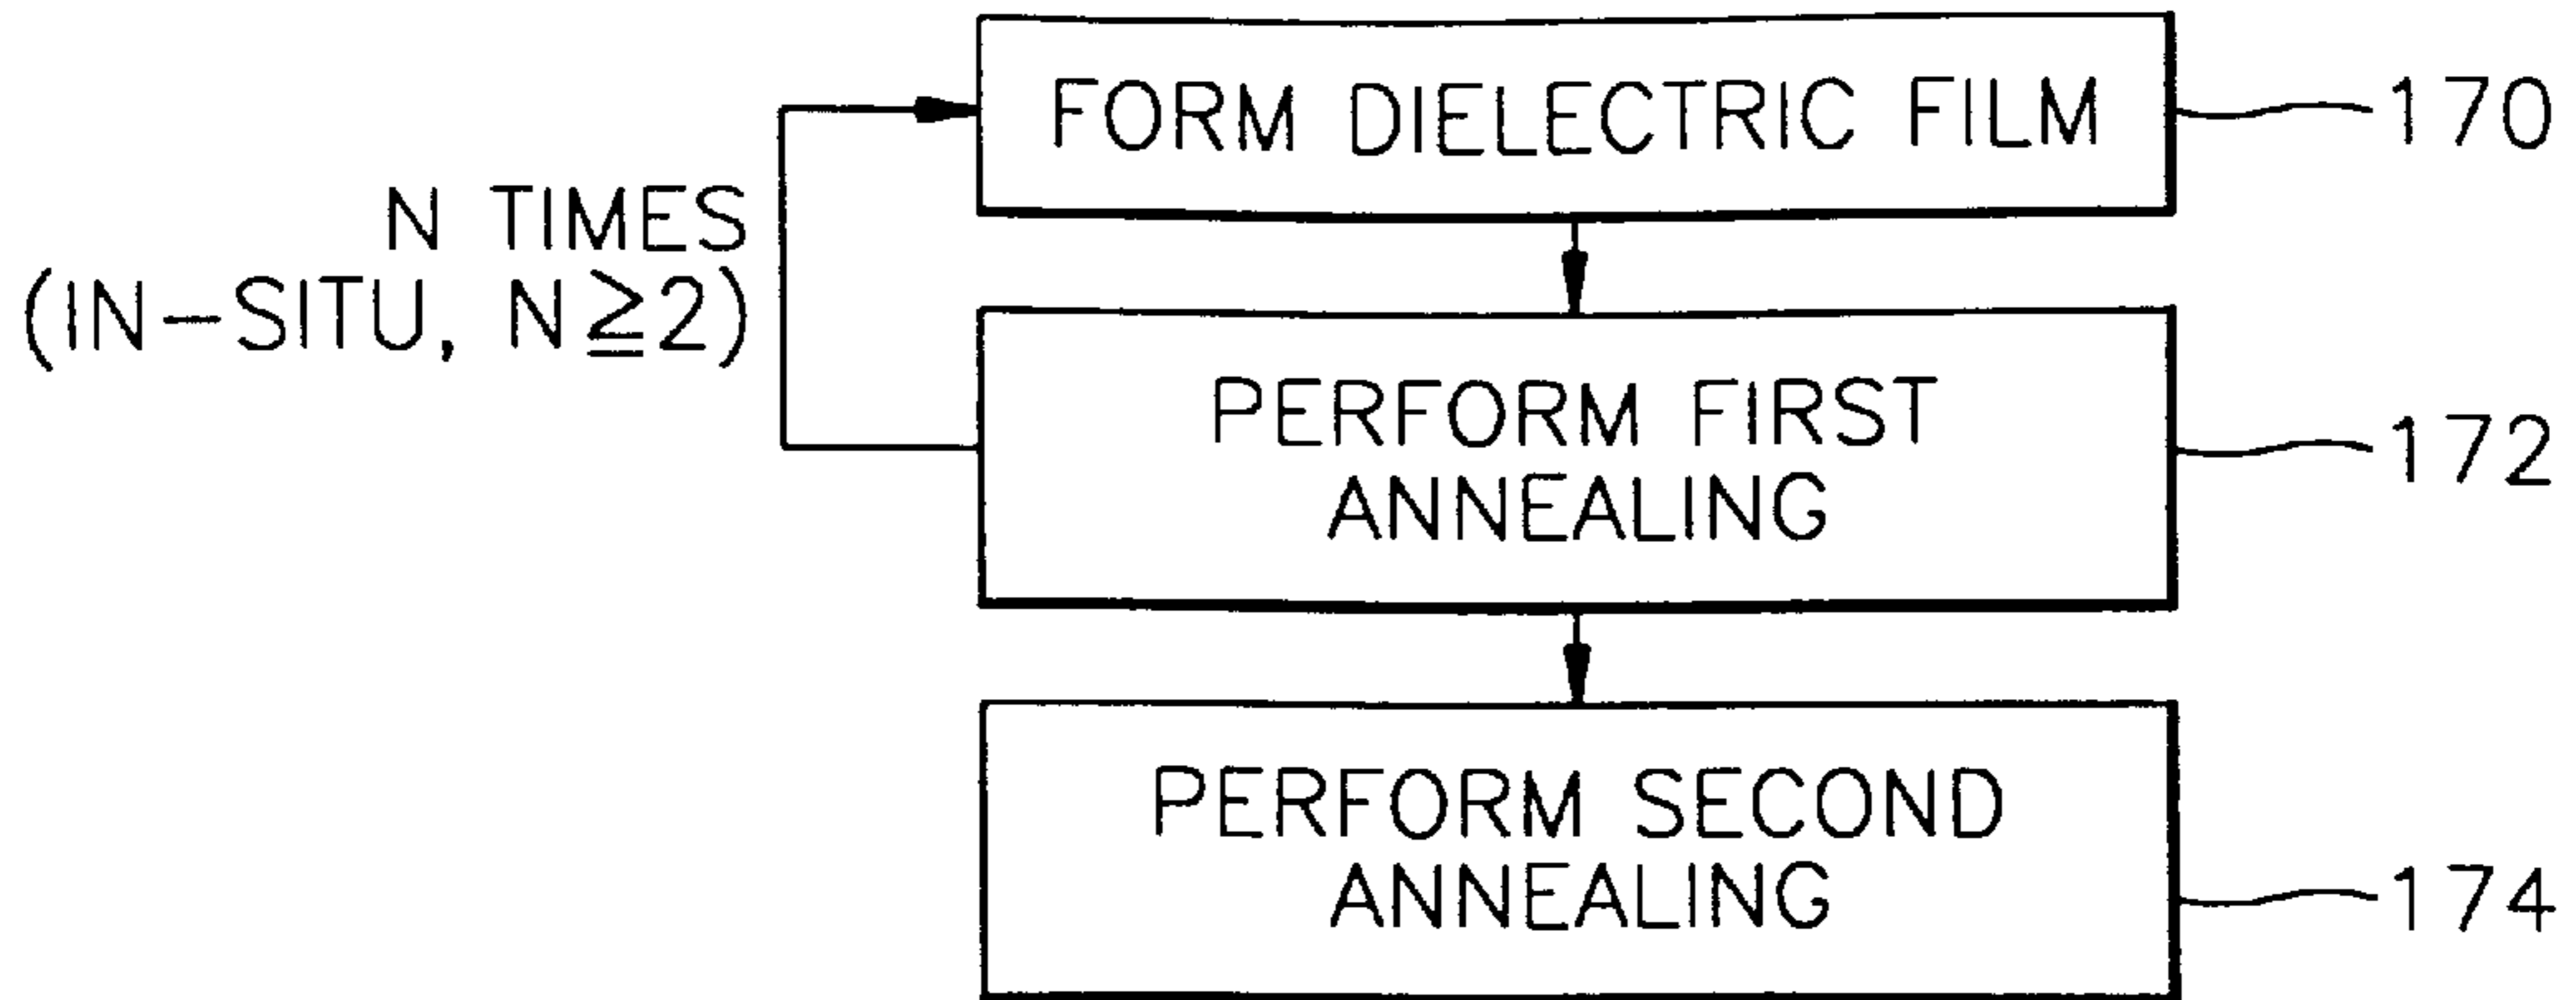 FORM DIELECTRIC FILM
170
N TIMES
(IN-SITU, N≧2)
PERFORM FIRST
ANNEALING
172
PERFORM SECOND
ANNEALING
174